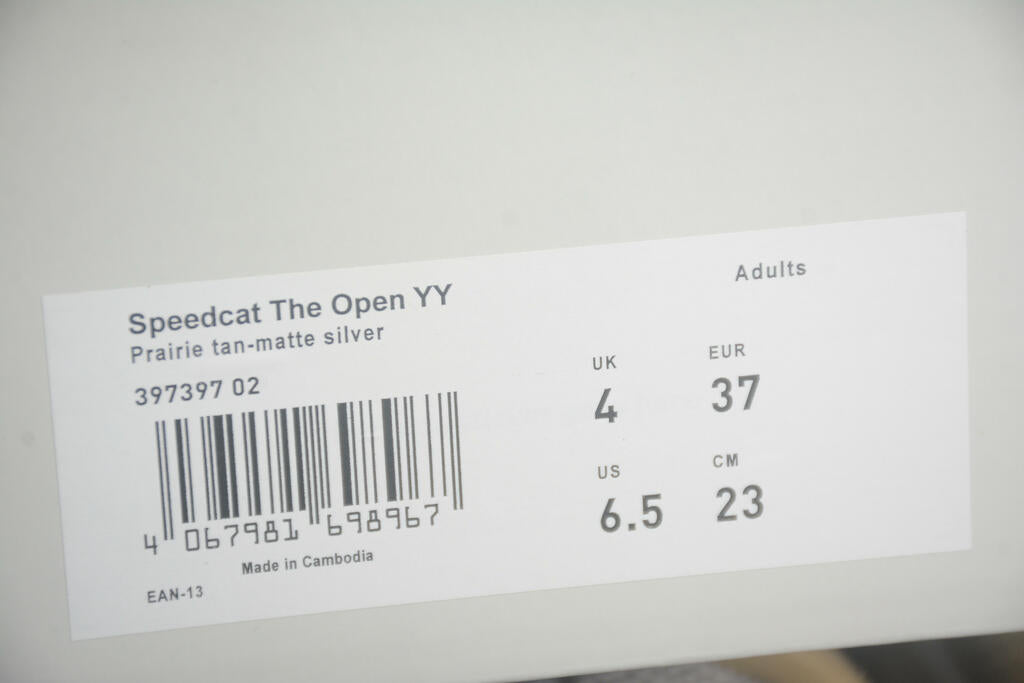 Speedcat The Open YY
Prairie tan-matte silver
397397 02
4 067981 698967
Made in Cambodia
EAN-13
Adults
UK EUR
4 37
US CM
6.5 23